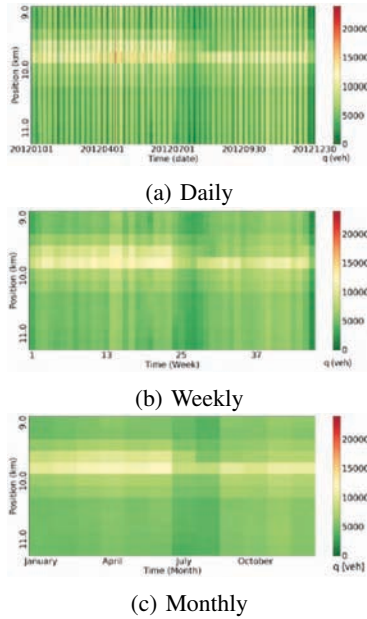 9.0
10.0
11.0
Position (km)
20120101 20120401 20120701 20120930 20121230
Time (date)
20000
15000
10000
5000
0
q (veh)
(a) Daily
9.0
10.0
11.0
Position (km)
1 13 25 37
Time (Week)
20000
15000
10000
5000
0
q (veh)
(b) Weekly
9.0
10.0
11.0
Position (km)
January April July October
Time (Month)
20000
15000
10000
5000
0
q (veh)
(c) Monthly